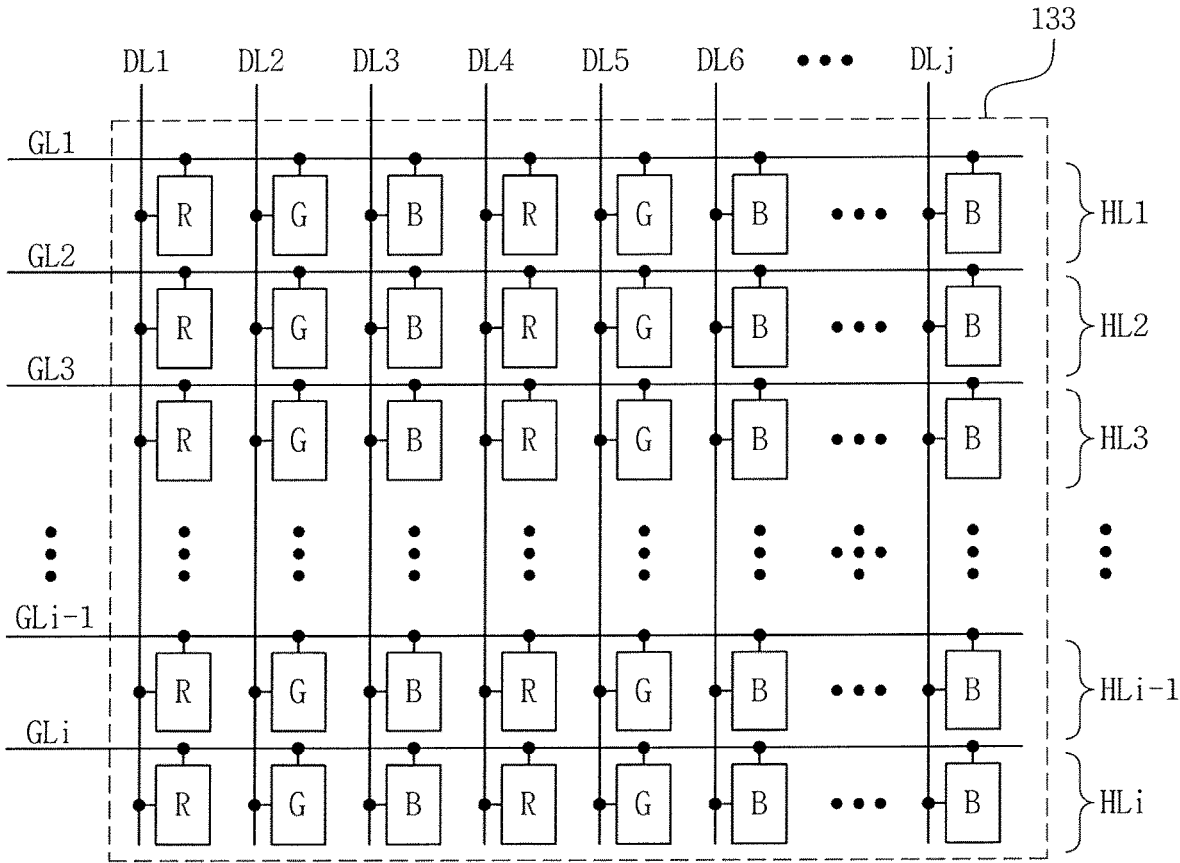 133
DL1 DL2 DL3 DL4 DL5 DL6 ••• DLj
GL1
R G B R G B ••• B HL1
GL2
R G B R G B ••• B HL2
GL3
R G B R G B ••• B HL3
GLi-1
R G B R G B ••• B HLi-1
GLi
R G B R G B ••• B HLi